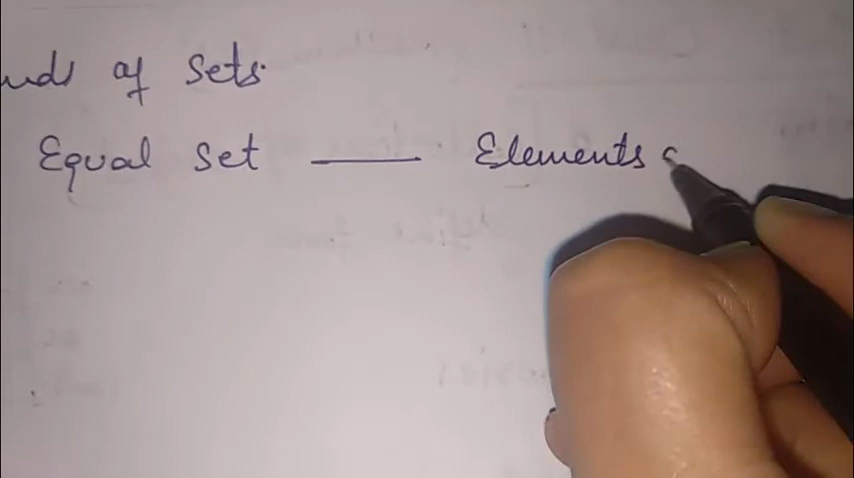 of Sets
Equal Set — Elements